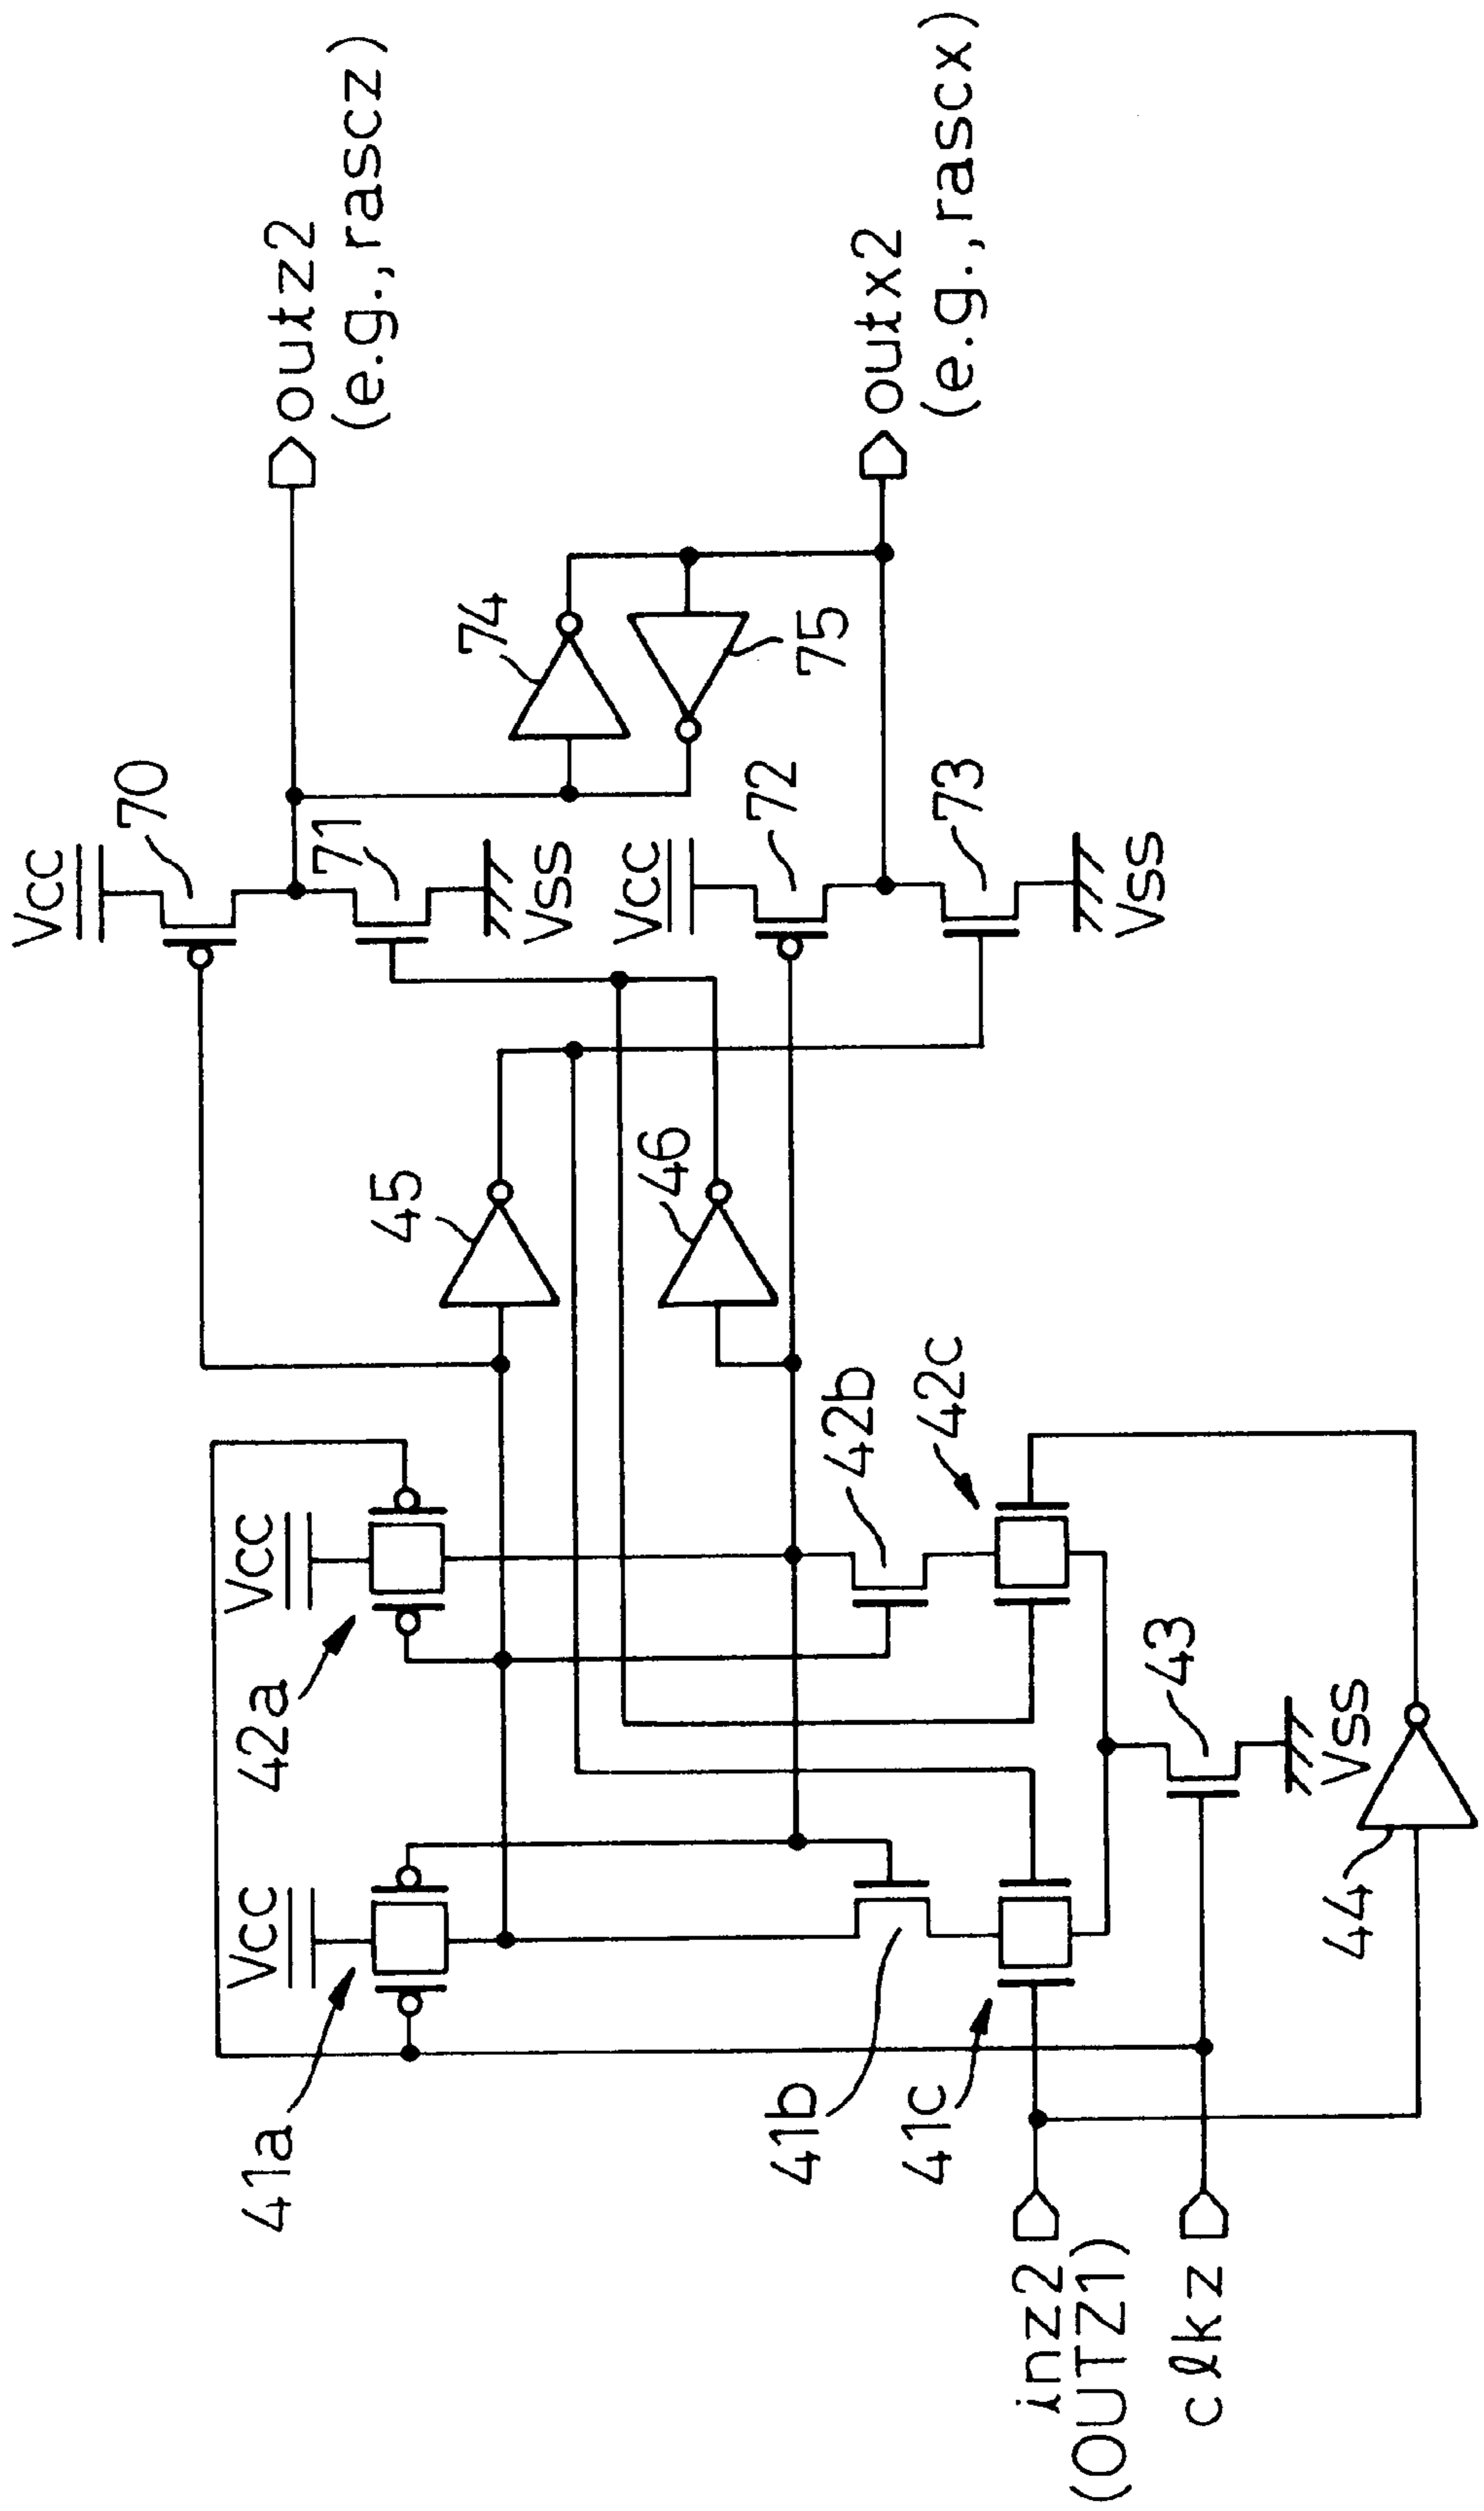 Vcc
Vcc
Vcc
Vcc
70
71
Vss
72
73
Vss
74
75
outz2
(e.g.,rascz)
outx2
(e.g.,rascx)
41a
42a
45
46
41b
42b
41c
42c
43
Vss
44
inz2
(OUTZ1)
clkz